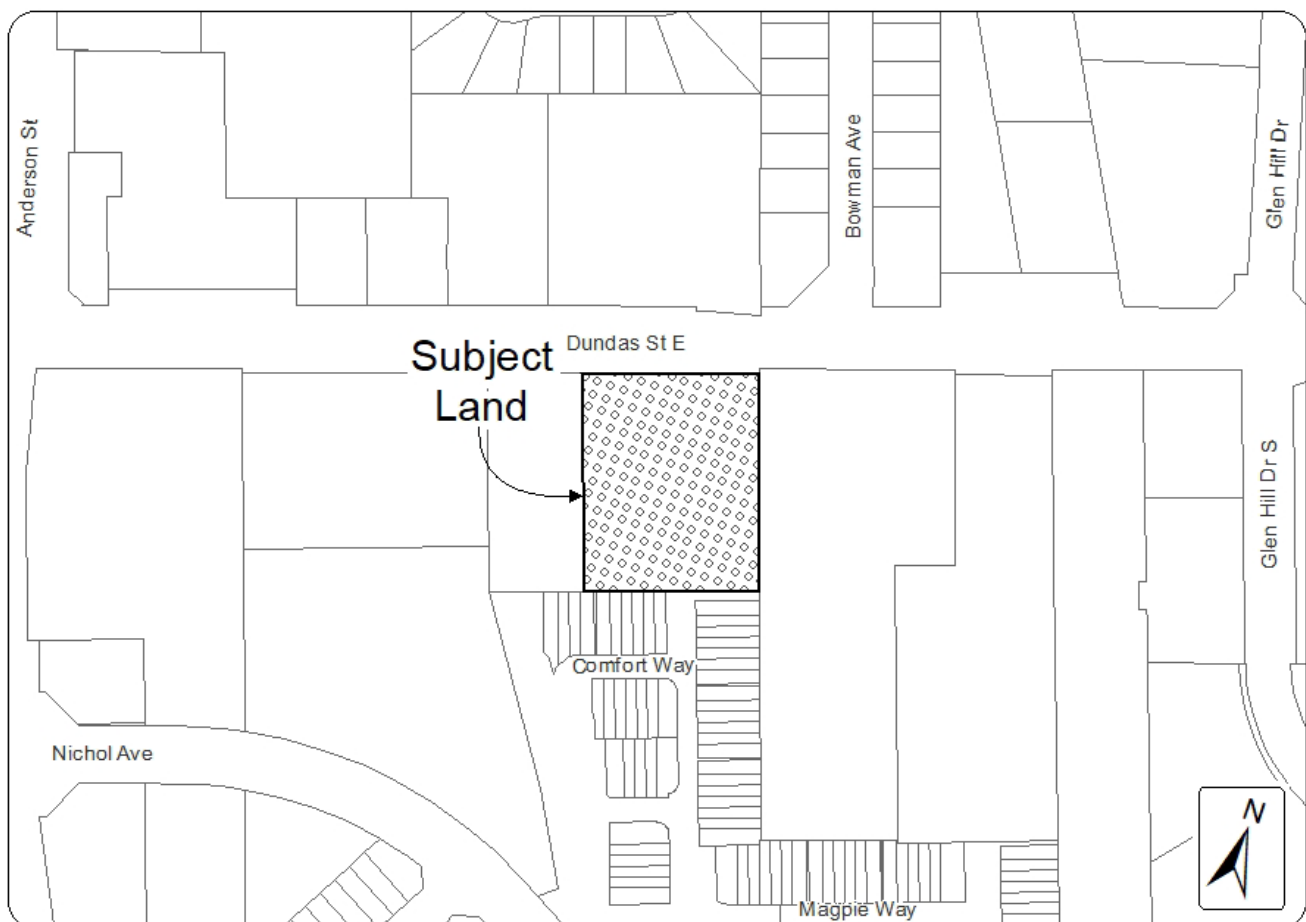 Anderson St
Bowman Ave
Glen Hill Dr
Dundas St E
Subject
Land
Glen Hill Dr S
Comfort Way
Nichol Ave
N
Magpie Way